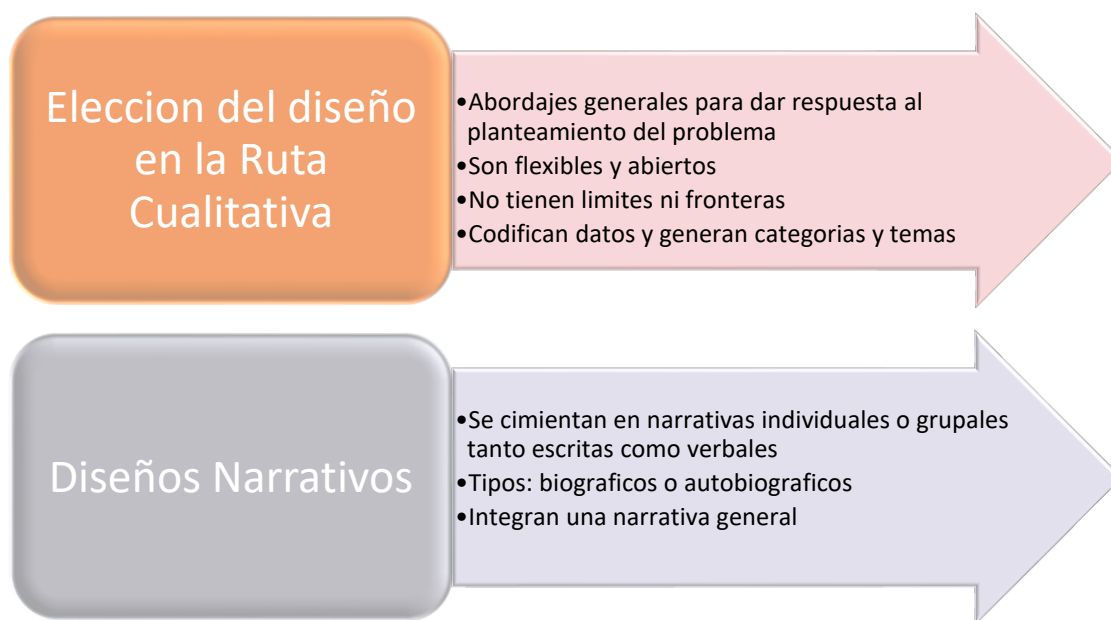 Eleccion del diseño
en la Ruta
Cualitativa
•Abordajes generales para dar respuesta al
planteamiento del problema
•Son flexibles y abiertos
•No tienen limites ni fronteras
•Codifican datos y generan categorias y temas
Diseños Narrativos
•Se cimientan en narrativas individuales o grupales
tanto escritas como verbales
•Tipos: biograficos o autobiograficos
•Integran una narrativa general